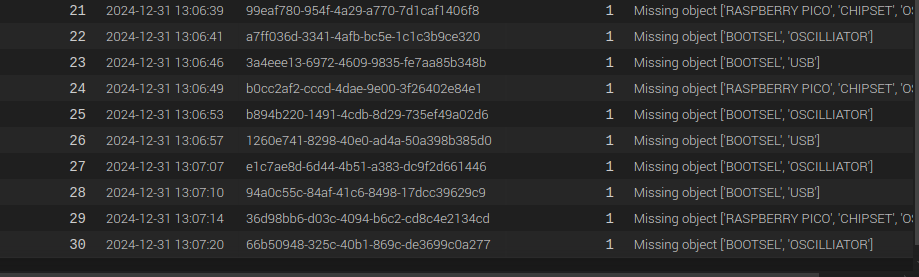 21 2024-12-31 13:06:39 99eaf780-954f-4a29-a770-7d1caf1406f8 1 Missing object ['RASPBERRY PICO', 'CHIPSET', 'OS
22 2024-12-31 13:06:41 a7ff036d-3341-4afb-bc5e-1c1c3b9ce320 1 Missing object ['BOOTSEL', 'OSCILLIATOR']
23 2024-12-31 13:06:46 3a4eee13-6972-4609-9835-fe7aa85b348b 1 Missing object ['BOOTSEL', 'USB']
24 2024-12-31 13:06:49 b0cc2af2-cccd-4dae-9e00-3f26402e84e1 1 Missing object ['RASPBERRY PICO', 'CHIPSET', 'OS
25 2024-12-31 13:06:53 b894b220-1491-4cdb-8d29-735ef49a02d6 1 Missing object ['BOOTSEL', 'OSCILLIATOR']
26 2024-12-31 13:06:57 1260e741-8298-40e0-ad4a-50a398b385d0 1 Missing object ['BOOTSEL', 'USB']
27 2024-12-31 13:07:07 e1c7ae8d-6d44-4b51-a383-dc9f2d661446 1 Missing object ['BOOTSEL', 'OSCILLIATOR']
28 2024-12-31 13:07:10 94a0c55c-84af-41c6-8498-17dcc39629c9 1 Missing object ['BOOTSEL', 'USB']
29 2024-12-31 13:07:14 36d98bb6-d03c-4094-b6c2-cd8c4e2134cd 1 Missing object ['RASPBERRY PICO', 'CHIPSET', 'OS
30 2024-12-31 13:07:20 66b50948-325c-40b1-869c-de3699c0a277 1 Missing object ['BOOTSEL', 'OSCILLIATOR']